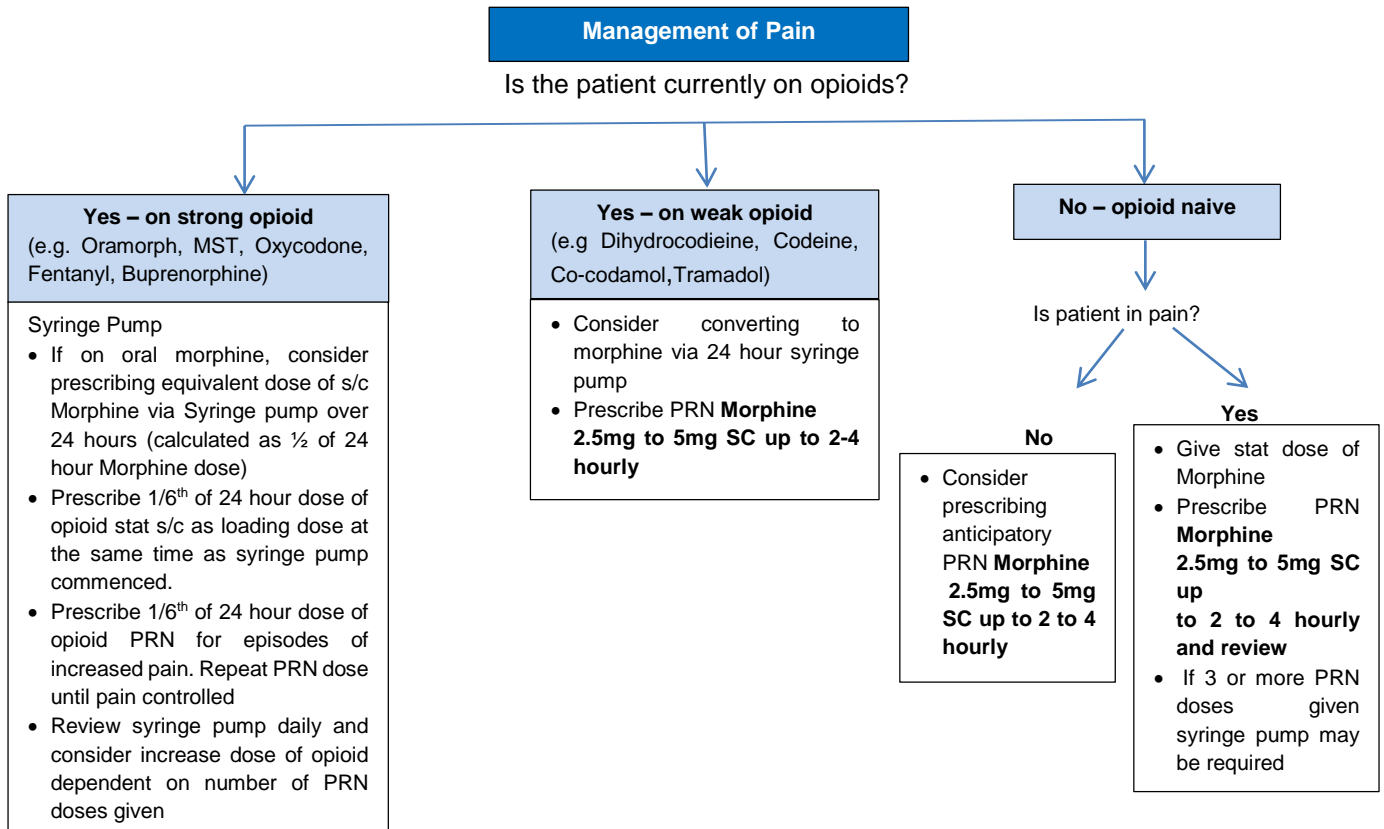 Management of Pain
Is the patient currently on opioids?
Yes – on strong opioid
(e.g. Oramorph, MST, Oxycodone,
Fentanyl, Buprenorphine)
Syringe Pump
• If on oral morphine, consider
prescribing equivalent dose of s/c
Morphine via Syringe pump over
24 hours (calculated as ½ of 24
hour Morphine dose)
• Prescribe 1/6th of 24 hour dose of
opioid stat s/c as loading dose at
the same time as syringe pump
commenced.
• Prescribe 1/6th of 24 hour dose of
opioid PRN for episodes of
increased pain. Repeat PRN dose
until pain controlled
• Review syringe pump daily and
consider increase dose of opioid
dependent on number of PRN
doses given
Yes – on weak opioid
(e.g Dihydrocodieine, Codeine,
Co-codamol,Tramadol)
• Consider converting to
morphine via 24 hour syringe
pump
• Prescribe PRN Morphine
2.5mg to 5mg SC up to 2-4
hourly
No – opioid naive
Is patient in pain?
No
• Consider
prescribing
anticipatory
PRN Morphine
2.5mg to 5mg
SC up to 2 to 4
hourly
Yes
• Give stat dose of
Morphine
• Prescribe PRN
Morphine
2.5mg to 5mg SC
up
to 2 to 4 hourly
and review
• If 3 or more PRN
doses given
syringe pump may
be required